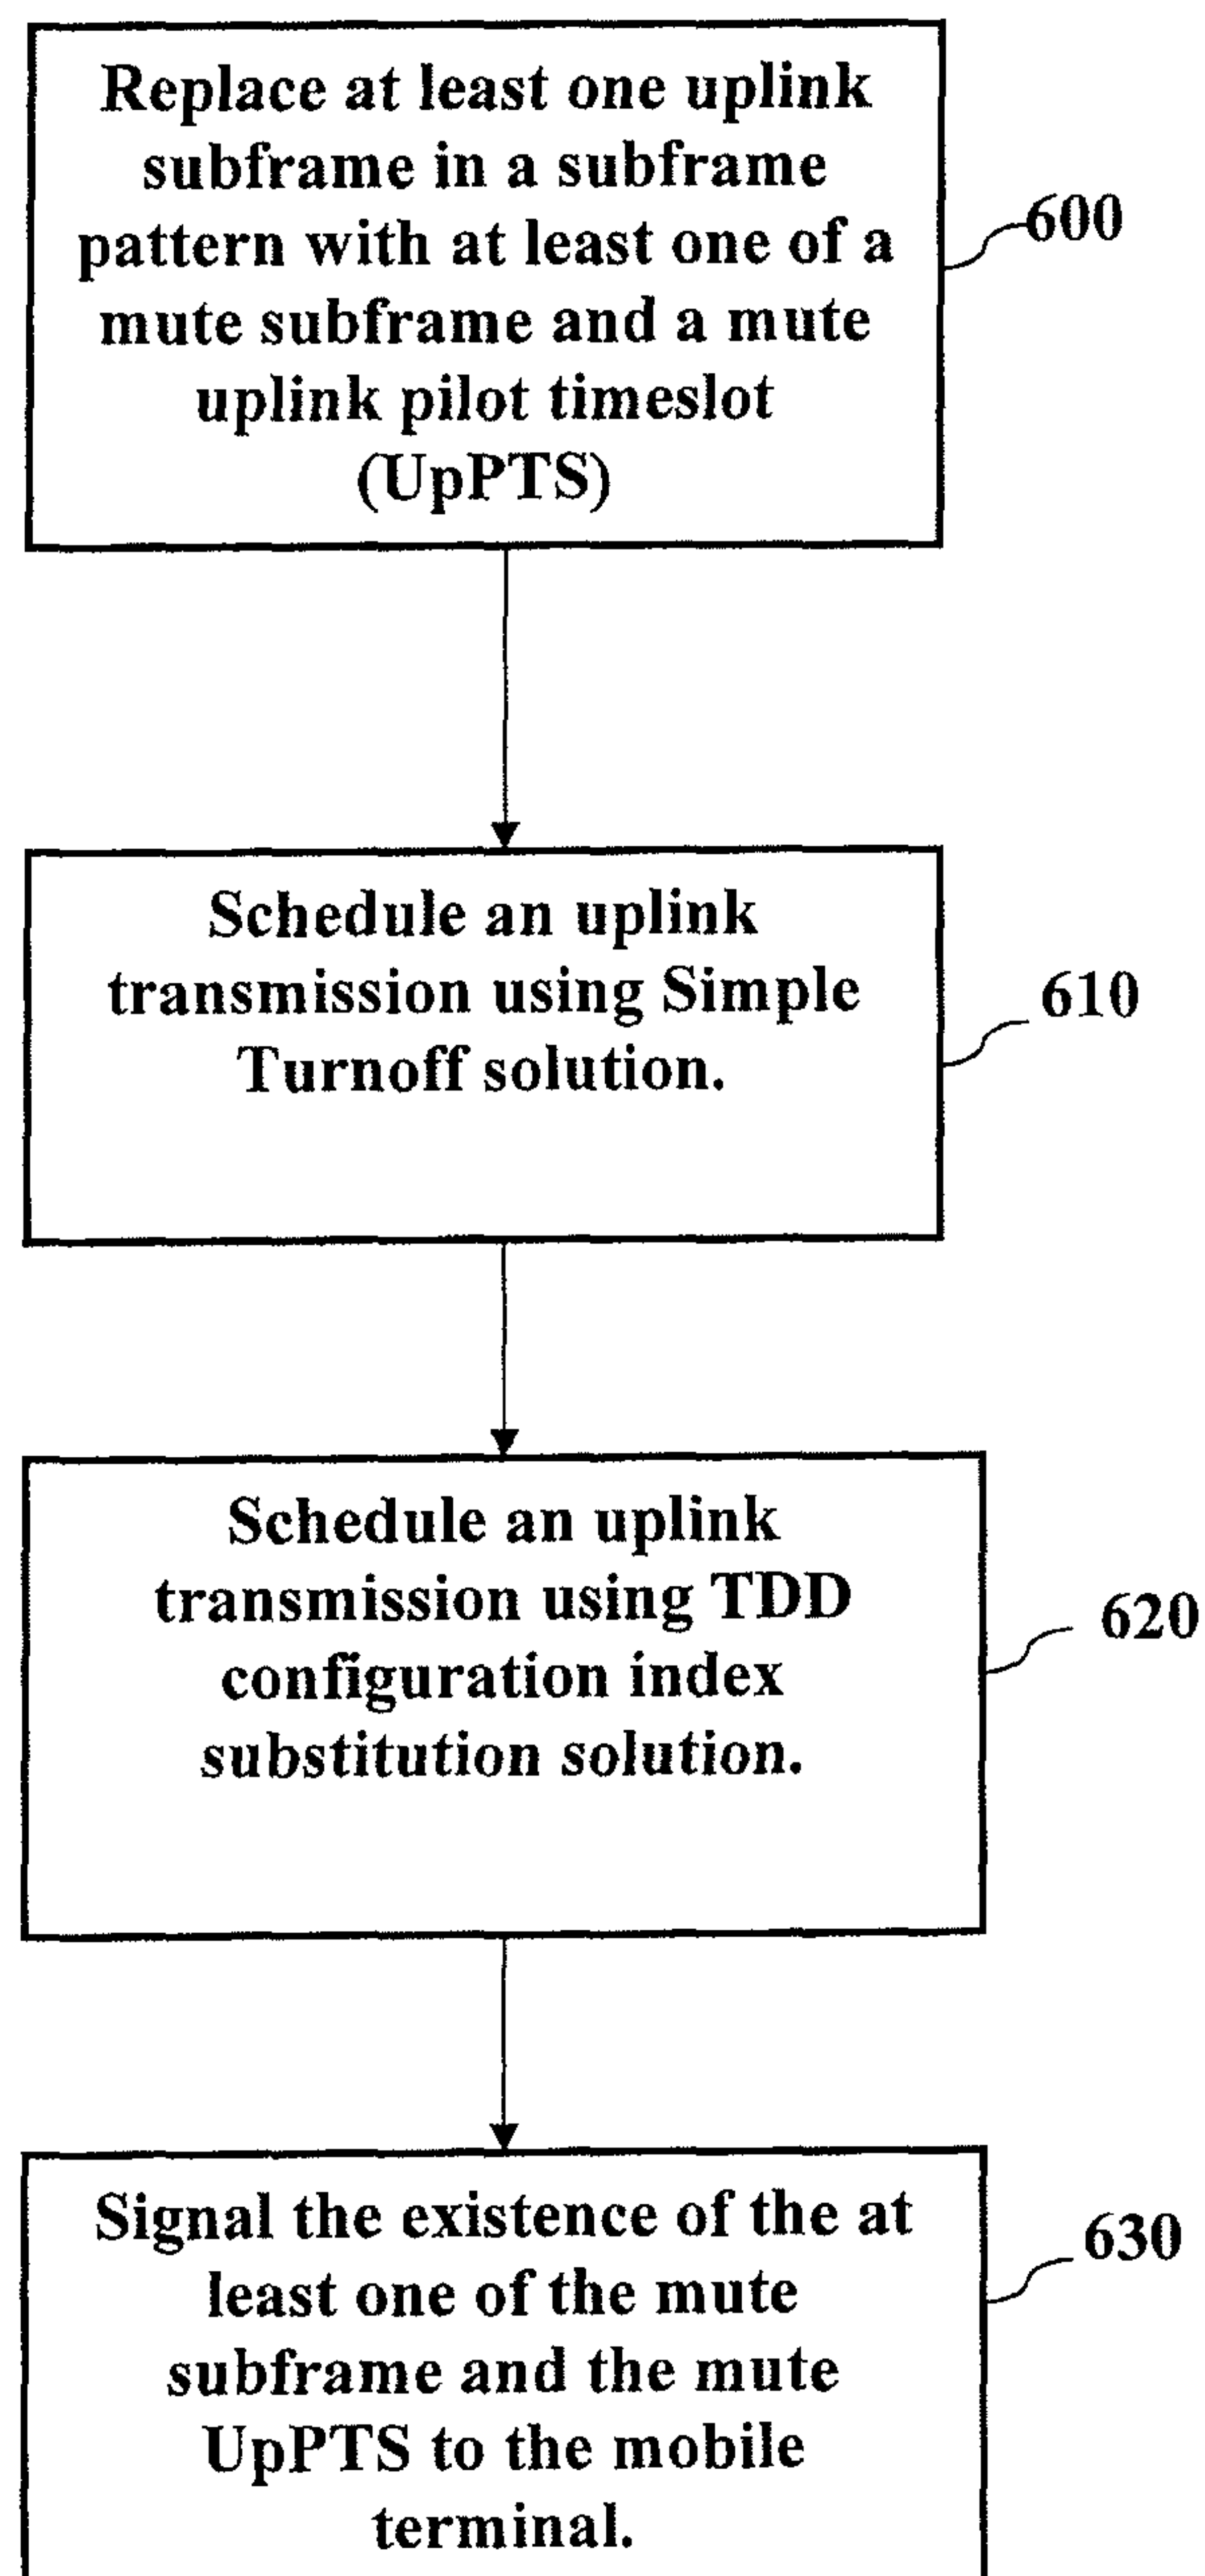 Replace at least one uplink
subframe in a subframe
pattern with at least one of a
mute subframe and a mute
uplink pilot timeslot
(UpPTS)
600
Schedule an uplink
transmission using Simple
Turnoff solution.
610
Schedule an uplink
transmission using TDD
configuration index
substitution solution.
620
Signal the existence of the at
least one of the mute
subframe and the mute
UpPTS to the mobile
terminal.
630